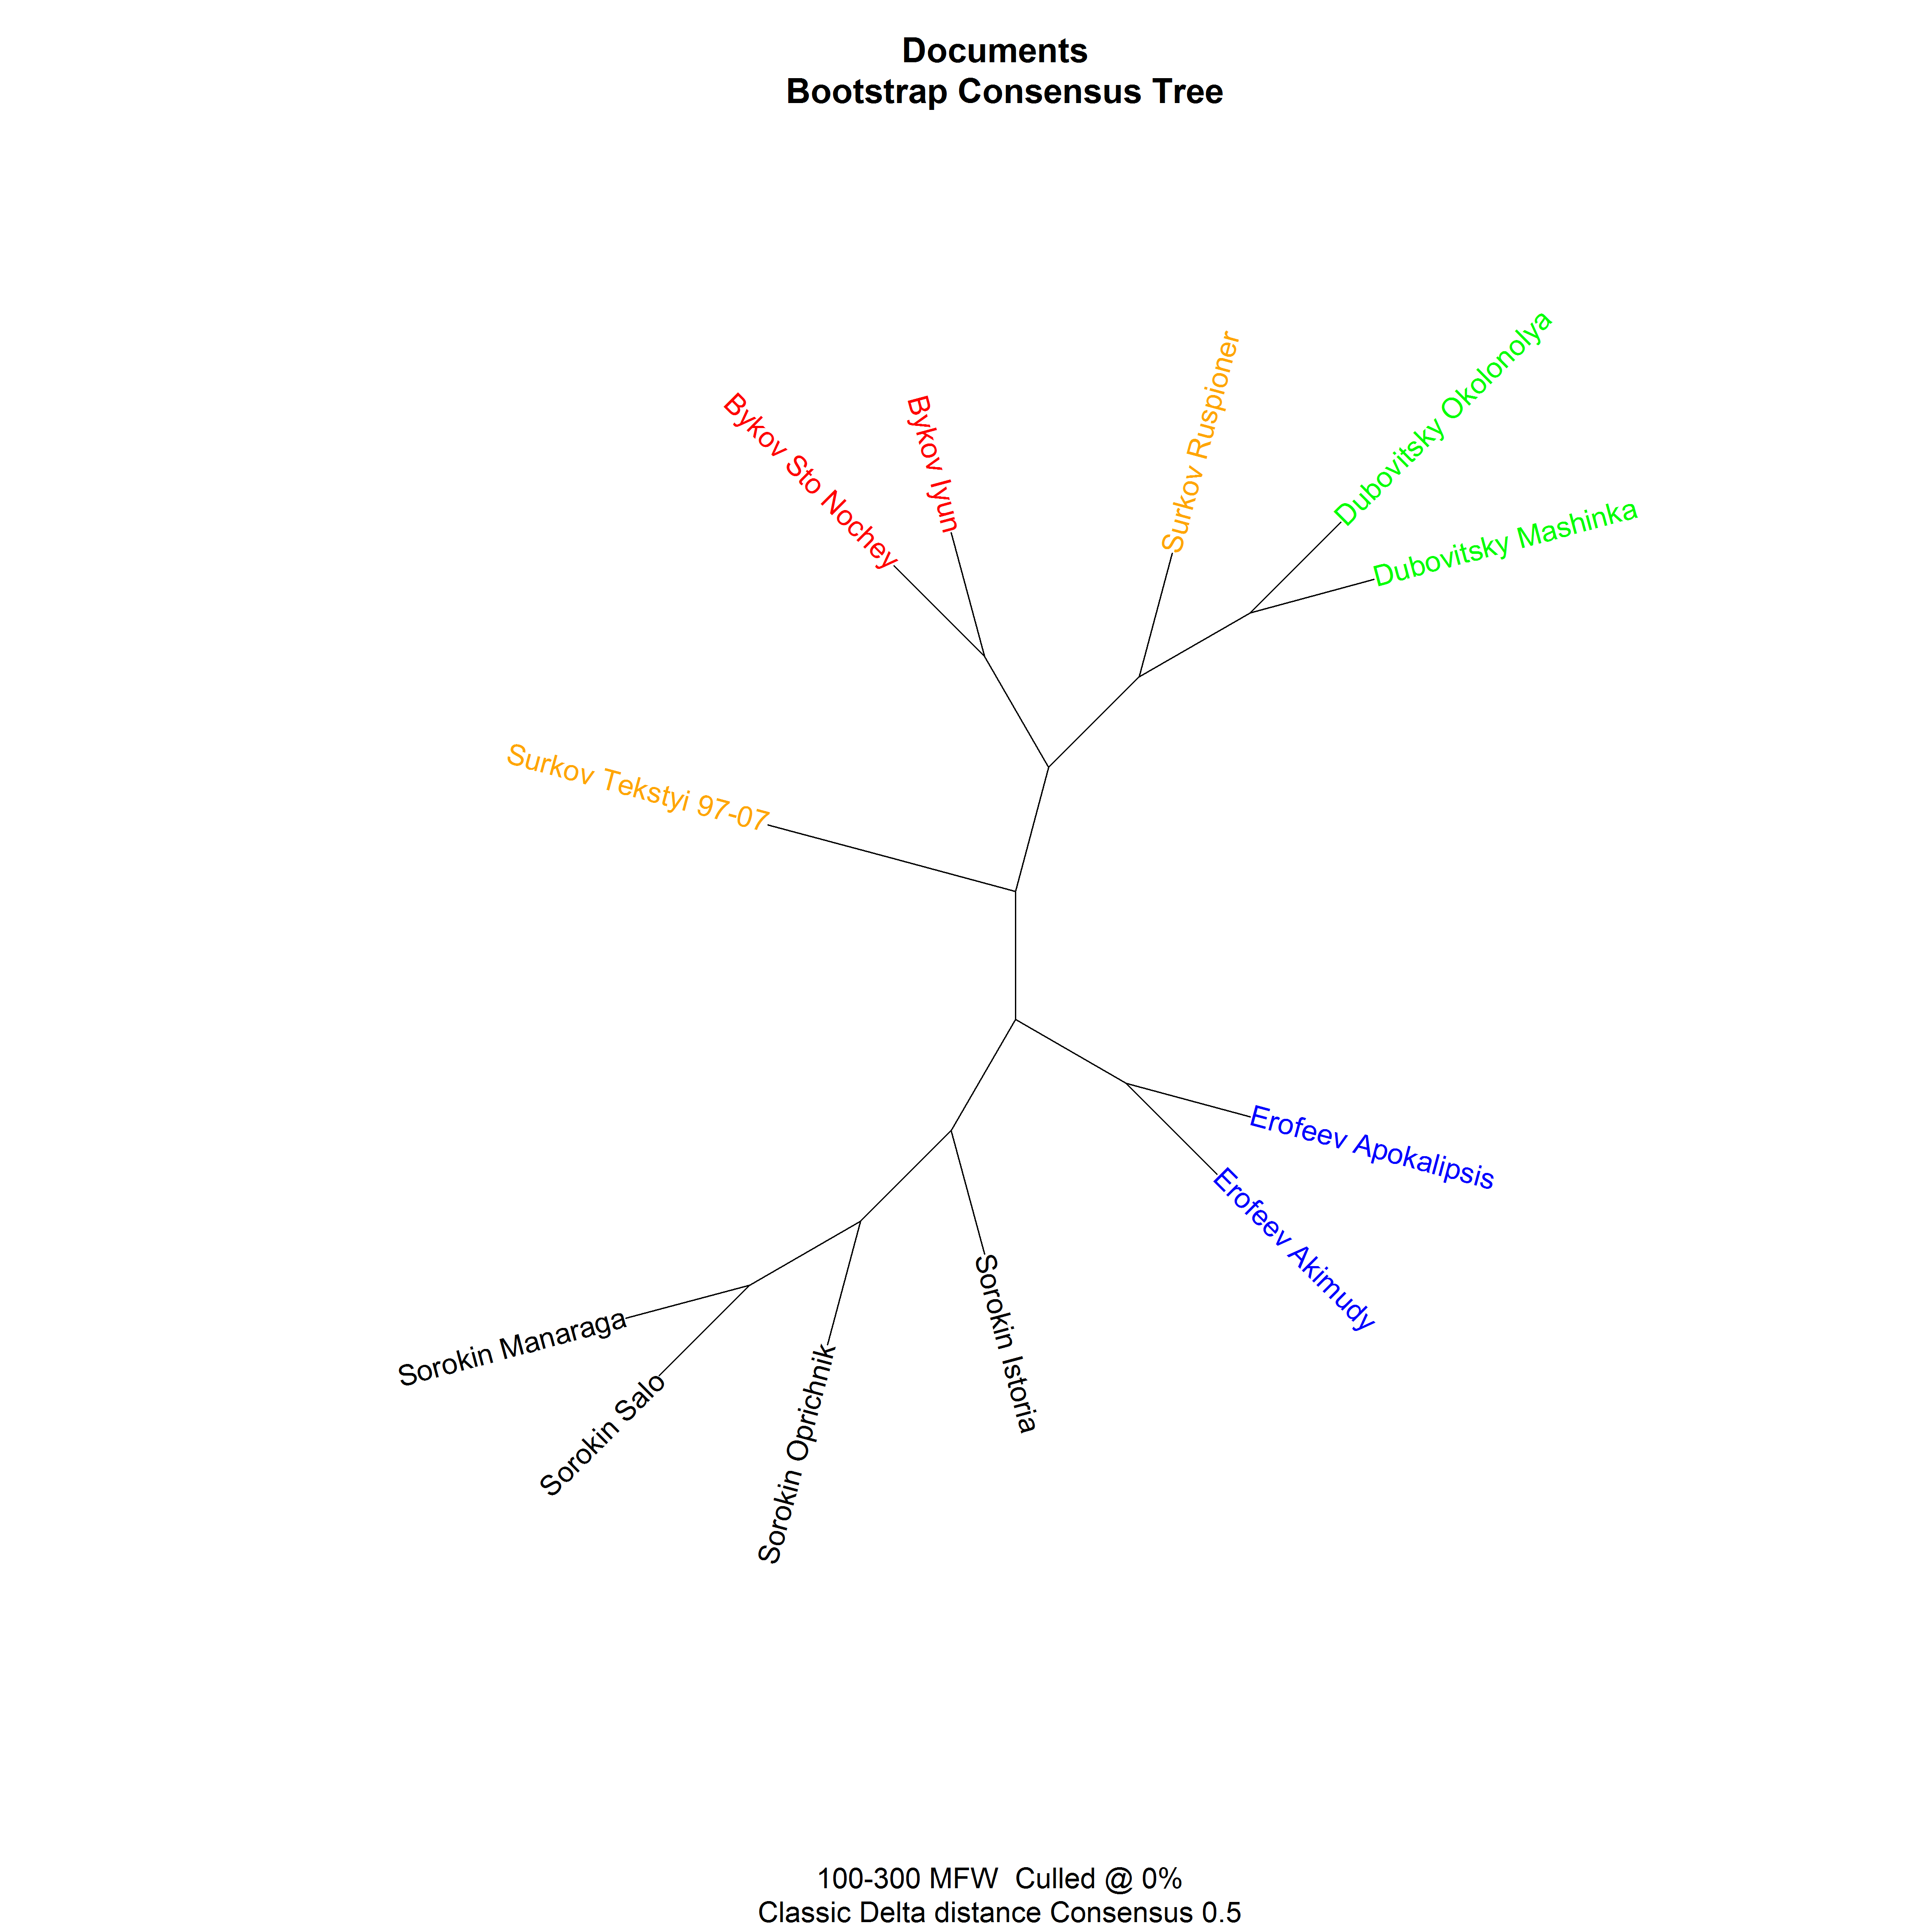 Documents
Bootstrap Consensus Tree
Surkov Ruspioner
Dubovitsky Okolonolya
Bykov Sto Nochey
Bykov Iyun
Dubovitsky Mashinka
Surkov Tekstyi 97-07
Erofeev Apokalipsis
Erofeev Akimudy
Sorokin Istoria
Sorokin Manaraga
Sorokin Salo
Sorokin Oprichnik
100-300 MFW  Culled @ 0%
Classic Delta distance Consensus 0.5